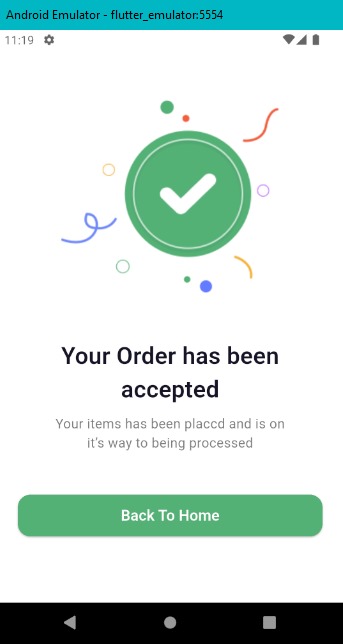 Android Emulator - flutter_emulator:5554
11:19
Your Order has been
accepted
Your items has been placcd and is on
it's way to being processed
Back To Home